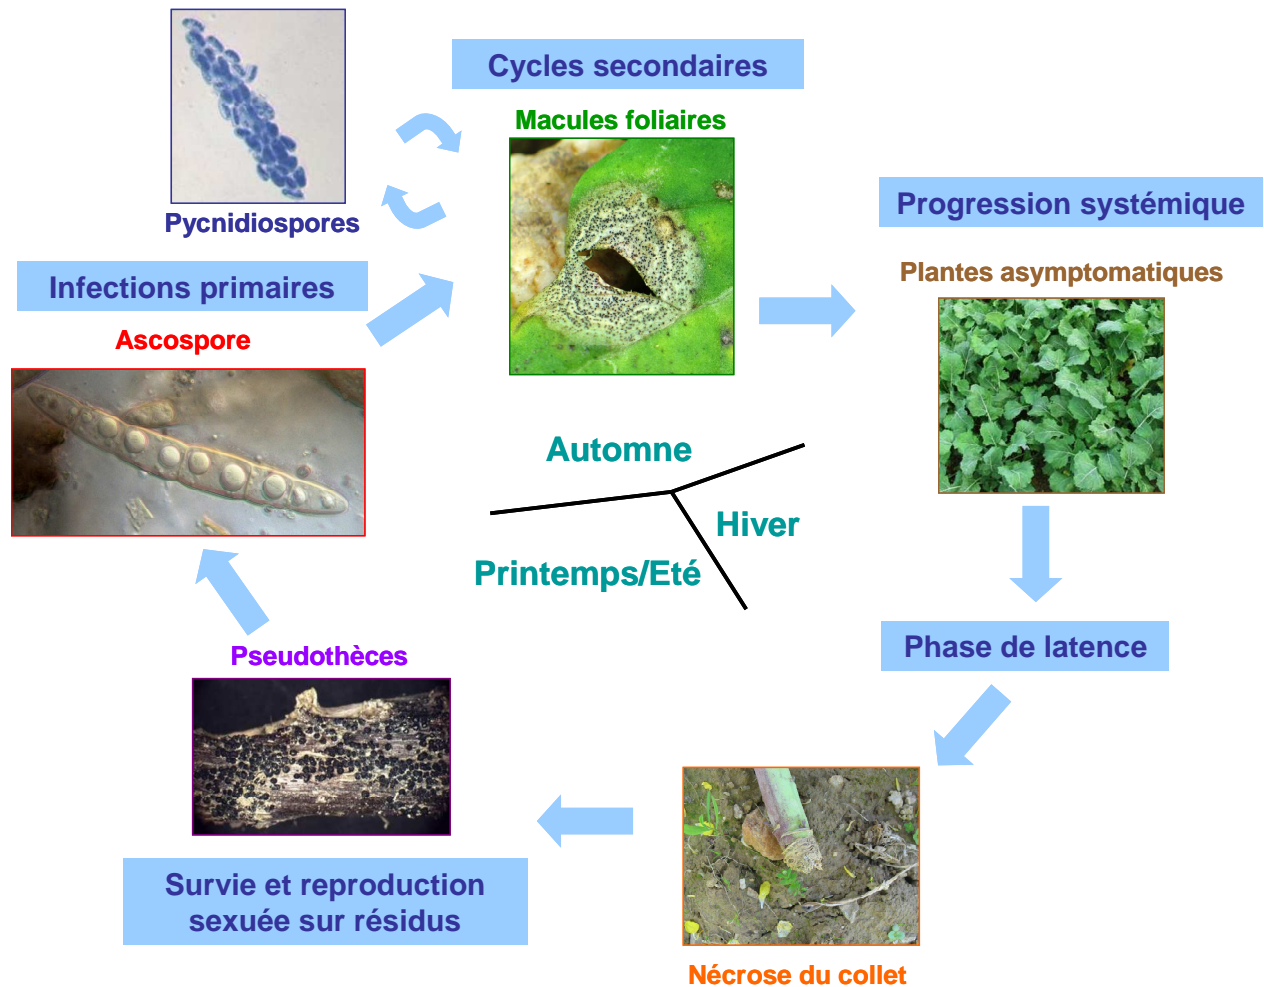 Cycles secondaires
Macules foliaires
Pycnidiospores
Progression systémique
Infections primaires
Plantes asymptomatiques
Ascospore
Automne
Hiver
Printemps/Eté
Phase de latence
Pseudothèces
Survie et reproduction
sexuée sur résidus
Nécrose du collet